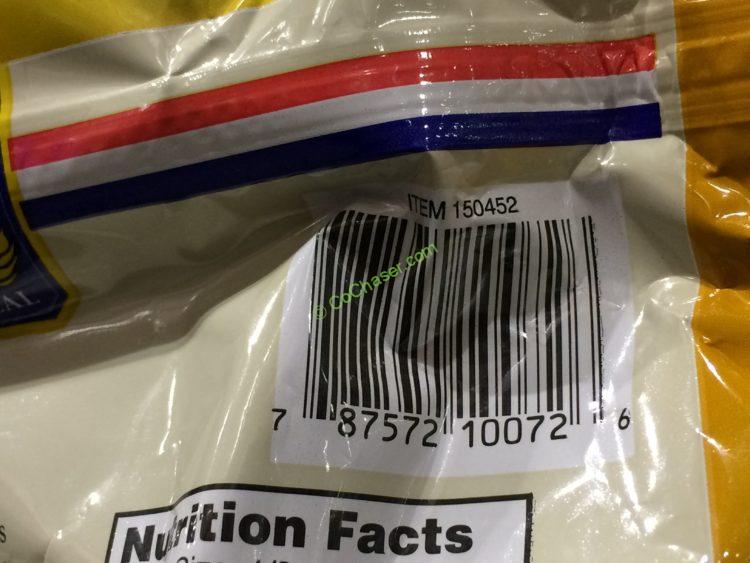 ITEM 150452
© CoChaser.com
7 87572 10072 6
Nutrition Facts